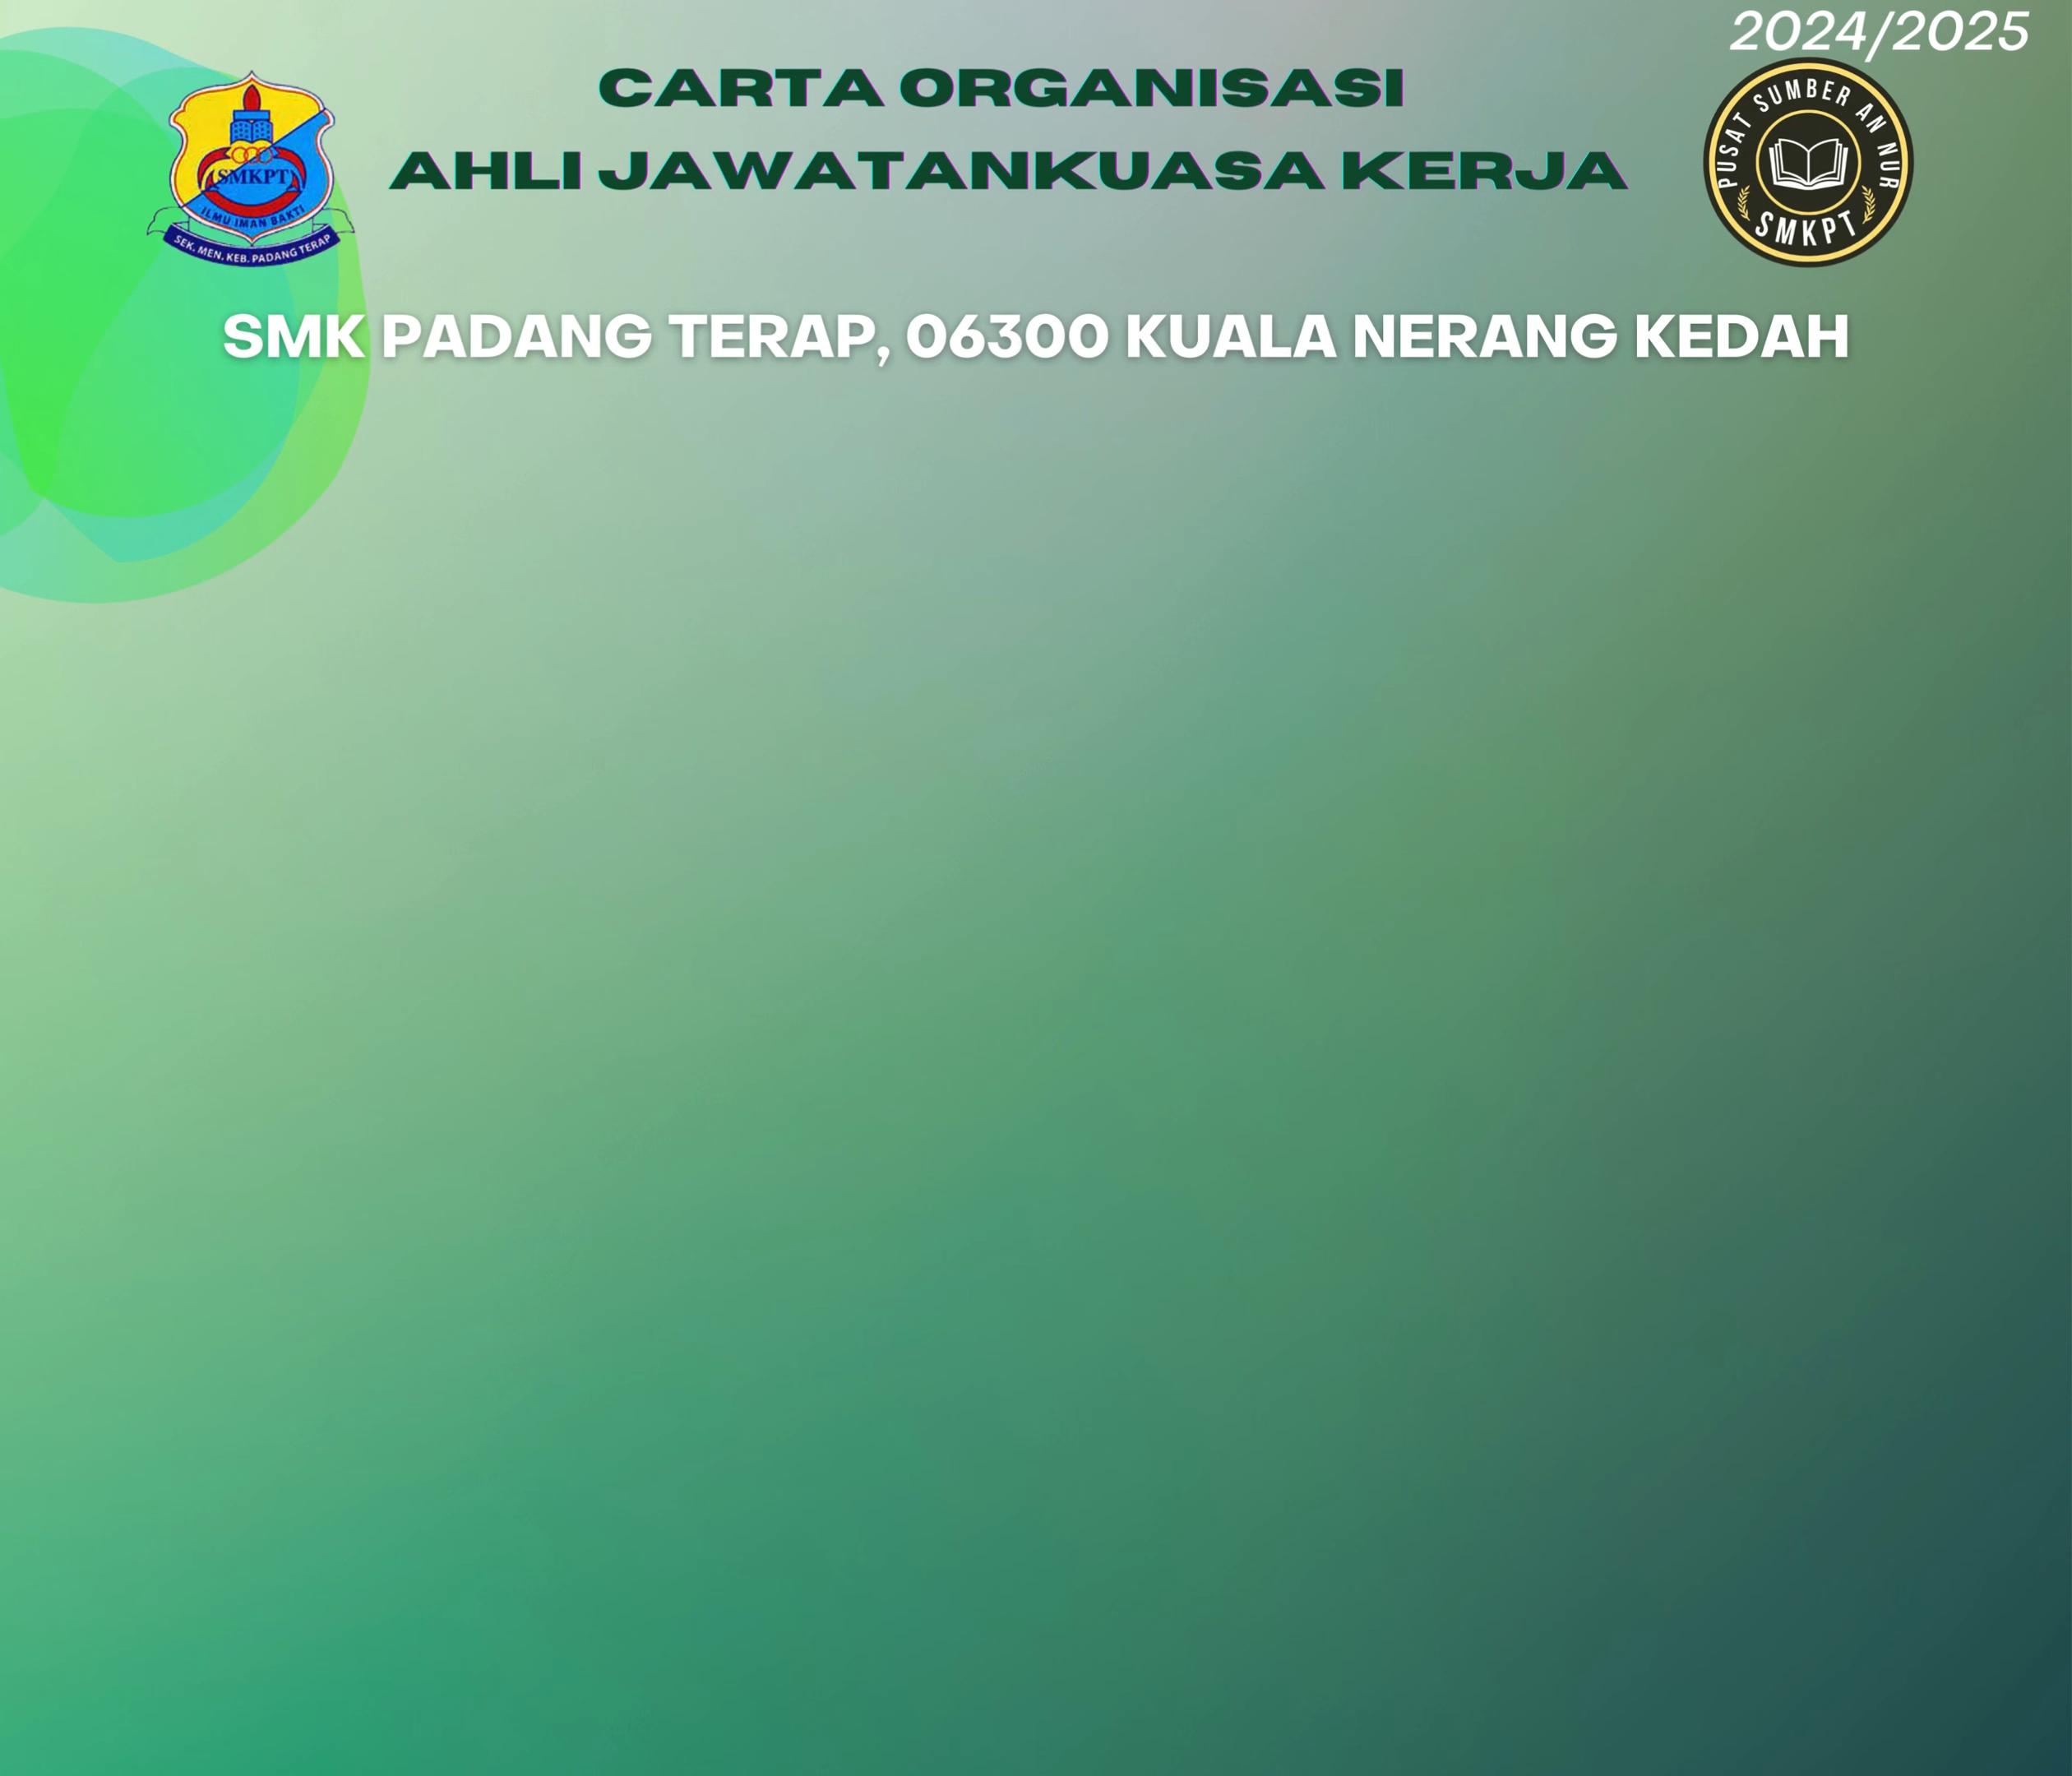 2024/2025
CARTA ORGANISASI
AHLI JAWATANKUASA KERJA
SMKPT
ILMU IMAN BAKTI
SEK. MEN. KEB. PADANG TERAP
PUSAT SUMBER AN NUR
SMKPT
SMK PADANG TERAP, 06300 KUALA NERANG KEDAH